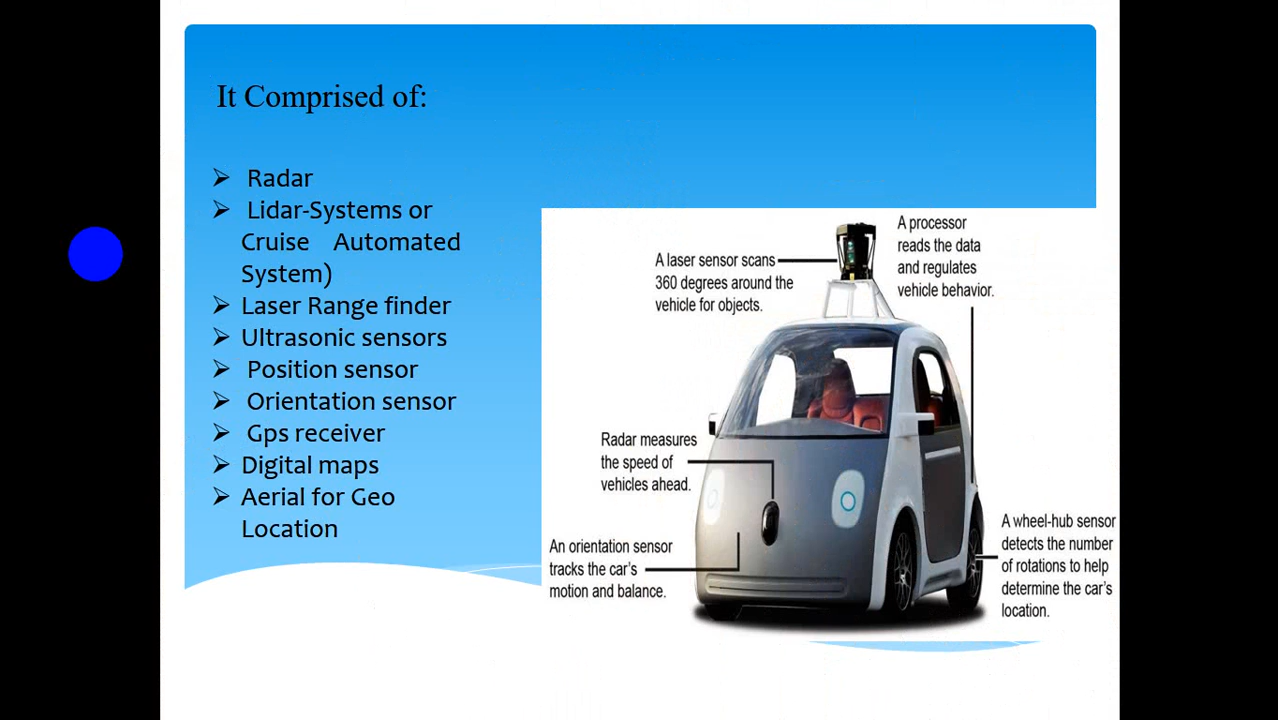 It Comprised of:
➢ Radar
➢ Lidar-Systems or
Cruise Automated
System)
➢ Laser Range finder
➢ Ultrasonic sensors
➢ Position sensor
➢ Orientation sensor
➢ Gps receiver
➢ Digital maps
➢ Aerial for Geo
Location
A laser sensor scans
360 degrees around the
vehicle for objects.
A processor
reads the data
and regulates
vehicle behavior.
Radar measures
the speed of
vehicles ahead.
An orientation sensor
tracks the car's
motion and balance.
A wheel-hub sensor
detects the number
of rotations to help
determine the car's
location.